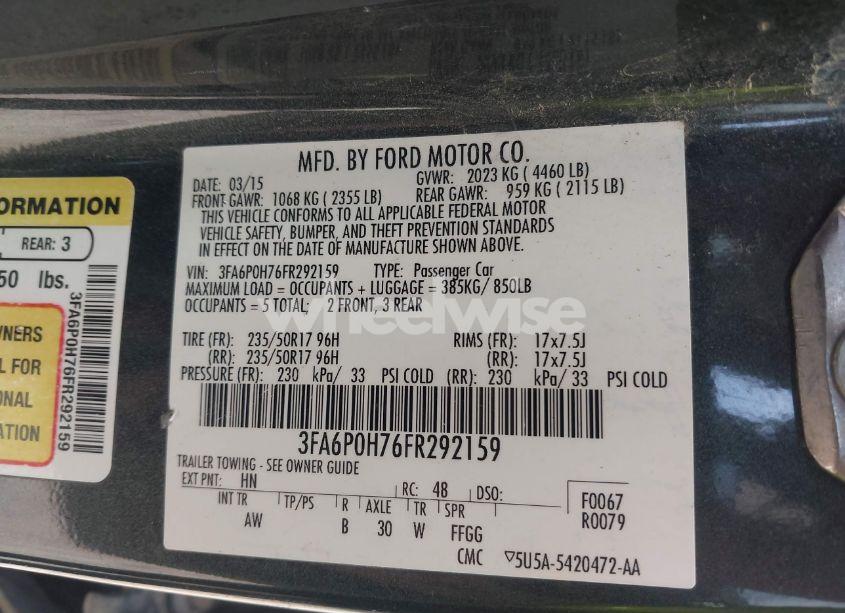 MFD. BY FORD MOTOR CO.
DATE: 03/15 GVWR: 2023 KG ( 4460 LB)
FRONT GAWR: 1068 KG ( 2355 LB) REAR GAWR: 959 KG ( 2115 LB)
THIS VEHICLE CONFORMS TO ALL APPLICABLE FEDERAL MOTOR
VEHICLE SAFETY, BUMPER, AND THEFT PREVENTION STANDARDS
IN EFFECT ON THE DATE OF MANUFACTURE SHOWN ABOVE.
VIN: 3FA6P0H76FR292159 TYPE: Passenger Car
MAXIMUM LOAD = OCCUPANTS + LUGGAGE = 385KG/ 850LB
OCCUPANTS = 5 TOTAL; 2 FRONT, 3 REAR
TIRE (FR): 235/50R17 96H RIMS (FR): 17x7.5J
(RR): 235/50R17 96H (RR): 17x7.5J
PRESSURE (FR): 230 kPa/ 33 PSI COLD (RR): 230 kPa/ 33 PSI COLD
3FA6P0H76FR292159
TRAILER TOWING - SEE OWNER GUIDE
EXT PNT: HN RC: 48 DSO: F0067
INT TR TP/PS R AXLE TR SPR R0079
AW B 30 W FFGG
CMC ▽5U5A-5420472-AA
ORMATION
REAR: 3
50 lbs.
WNERS
L FOR
ONAL
ATION
3FA6P0H76FR292159
wheelwise